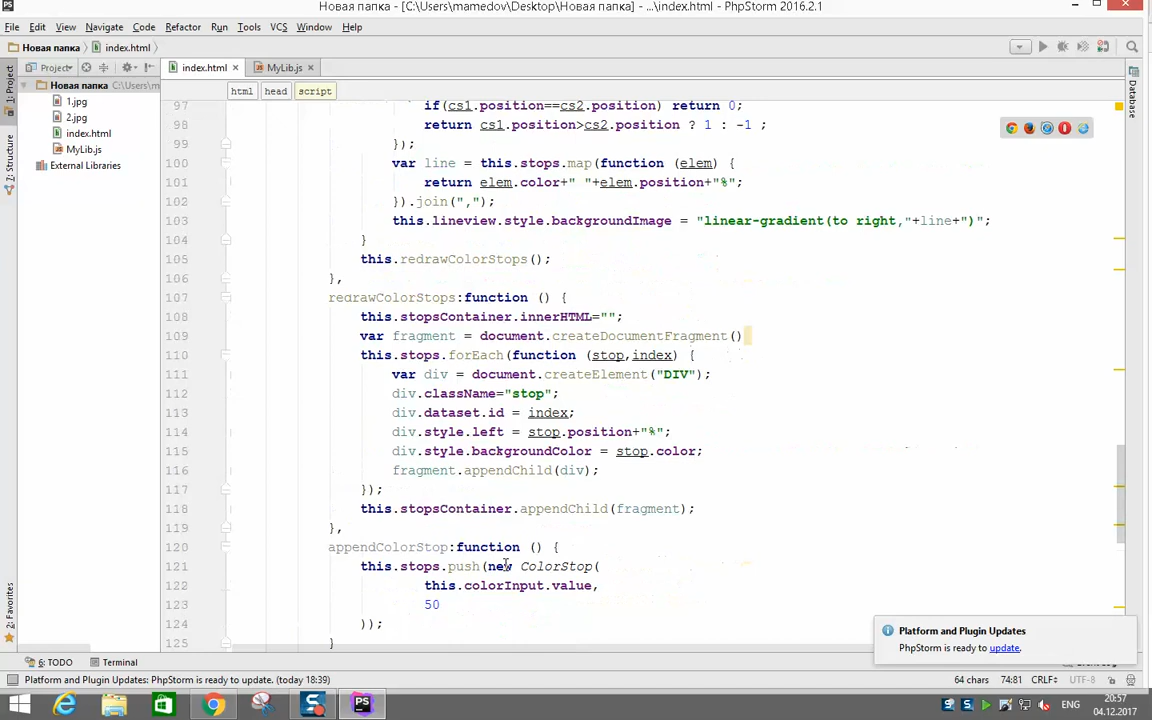 Новая папка - [C:\Users\mamedov\Desktop\Новая папка] - ...\index.html - PhpStorm 2016.2.1
File Edit View Navigate Code Refactor Run Tools VCS Window Help
Новая папка index.html
Project index.html MyLib.js
Новая папка C:\Users\m html head script
1.jpg
2.jpg
index.html
MyLib.js
External Libraries
1: Project
7: Structure
2: Favorites
Database
97 if(cs1.position==cs2.position) return 0;
98 return cs1.position>cs2.position ? 1 : -1 ;
99 });
100 var line = this.stops.map(function (elem) {
101 return elem.color+" "+elem.position+"%";
102 }).join(",");
103 this.lineview.style.backgroundImage = "linear-gradient(to right,"+line+")";
104 }
105 this.redrawColorStops();
106 },
107 redrawColorStops:function () {
108 this.stopsContainer.innerHTML="";
109 var fragment = document.createDocumentFragment()
110 this.stops.forEach(function (stop,index) {
111 var div = document.createElement("DIV");
112 div.className="stop";
113 div.dataset.id = index;
114 div.style.left = stop.position+"%";
115 div.style.backgroundColor = stop.color;
116 fragment.appendChild(div);
117 });
118 this.stopsContainer.appendChild(fragment);
119 },
120 appendColorStop:function () {
121 this.stops.push(new ColorStop(
122 this.colorInput.value,
123 50
124 ));
125 }
Platform and Plugin Updates
PhpStorm is ready to update.
6: TODO Terminal
Platform and Plugin Updates: PhpStorm is ready to update. (today 18:39) 64 chars 74:81 CRLF÷ UTF-8÷
ENG 20:57
04.12.2017